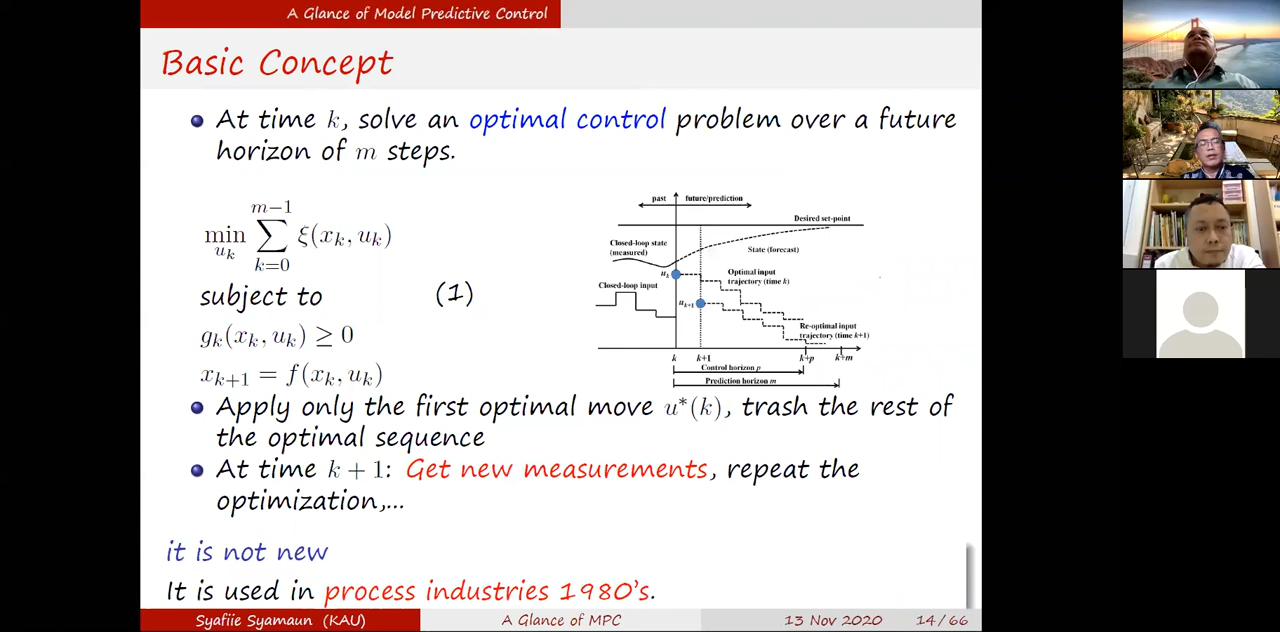 A Glance of Model Predictive Control
Basic Concept
At time k, solve an optimal control problem over a future
horizon of m steps.
m−1
min ∑ ξ(x_k, u_k)
u_k k=0
subject to (1)
g_k(x_k, u_k) ≥ 0
x_{k+1} = f(x_k, u_k)
past future/prediction
Desired set-point
Closed-loop state
(measured)
State (forecast)
u_k
Optimal input
trajectory (time k)
Closed-loop input
u_{k+1}
Re-optimal input
trajectory (time k+1)
k k+1 k+p k+m
Control horizon p
Prediction horizon m
Apply only the first optimal move u*(k), trash the rest of
the optimal sequence
At time k + 1: Get new measurements, repeat the
optimization,...
it is not new
It is used in process industries 1980's.
Syafiie Syamaun (KAU) A Glance of MPC 13 Nov 2020 14 / 66